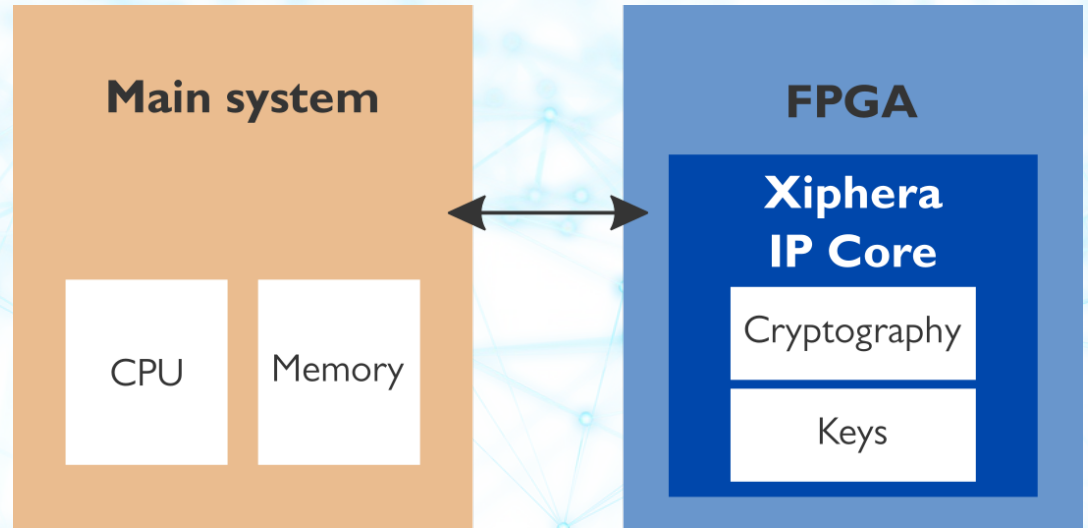 Main system
CPU
Memory
FPGA
Xiphera
IP Core
Cryptography
Keys